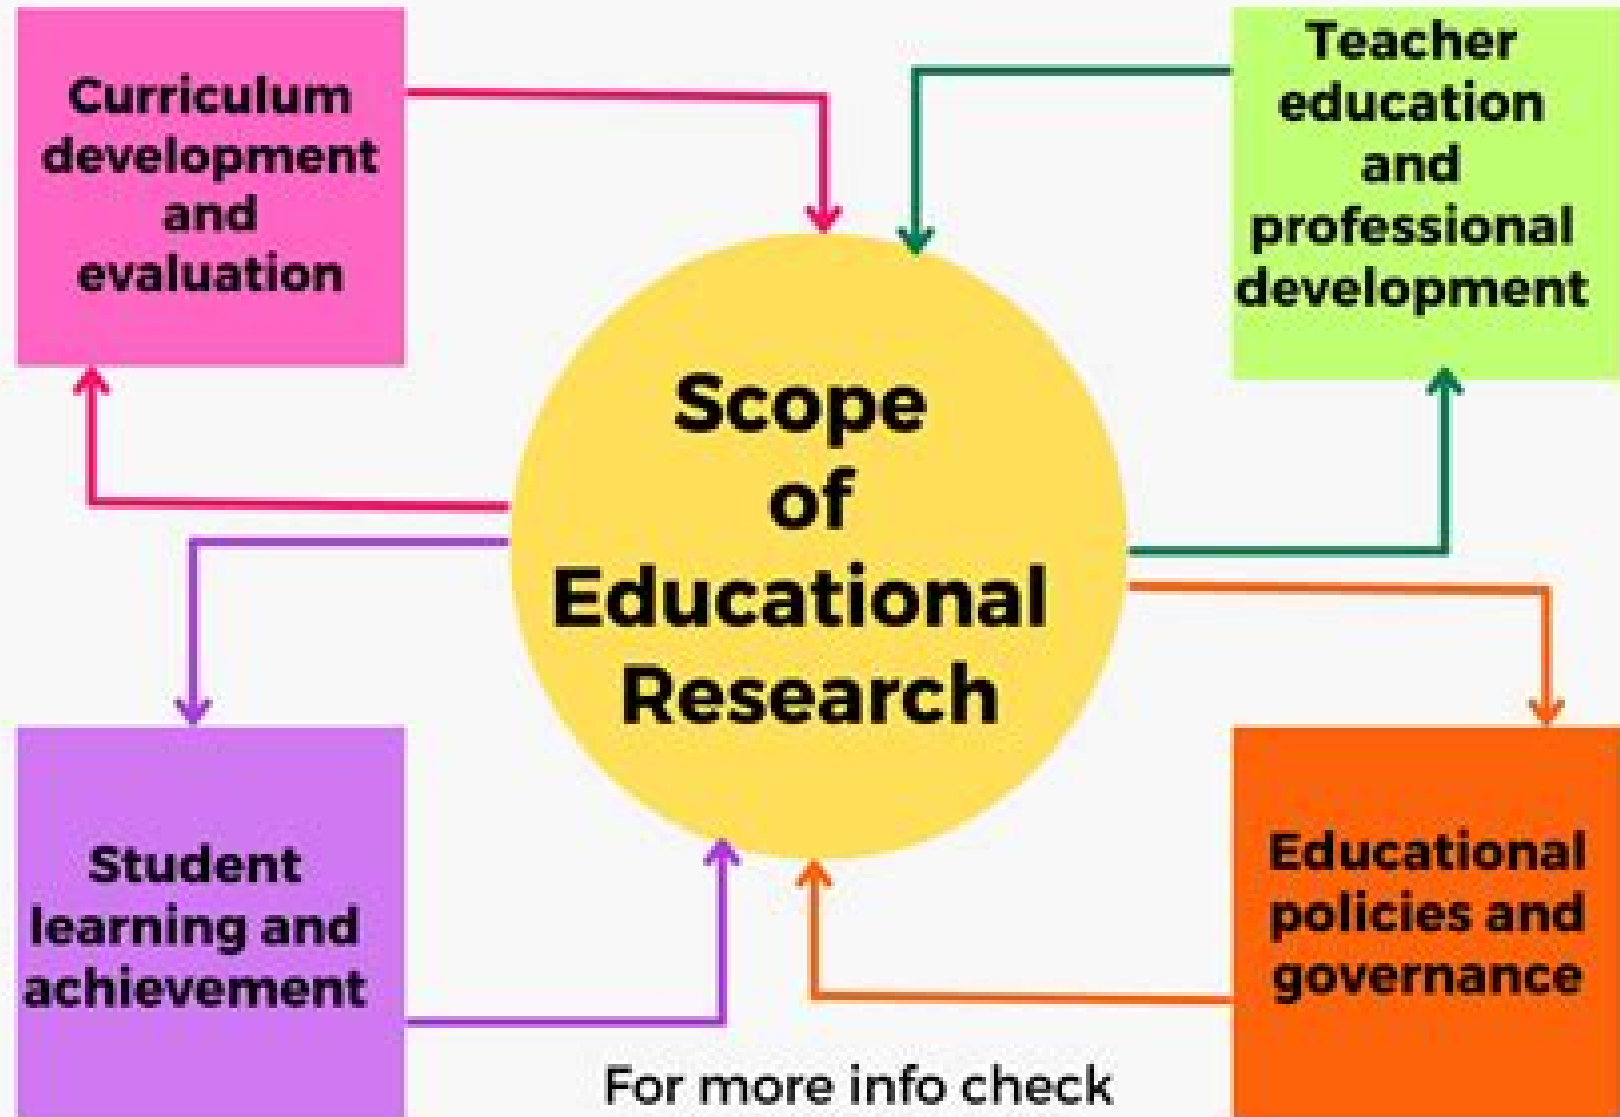 Curriculum
development
and
evaluation
Teacher
education
and
professional
development
Scope
of
Educational
Research
Student
learning and
achievement
Educational
policies and
governance
For more info check